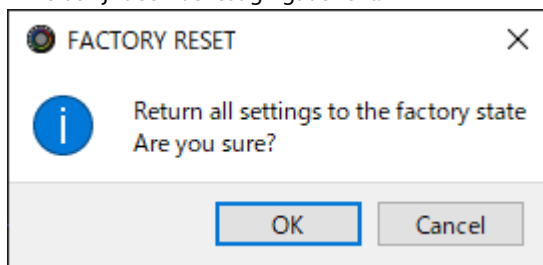 FACTORY RESET
Return all settings to the factory state
Are you sure?
OK
Cancel